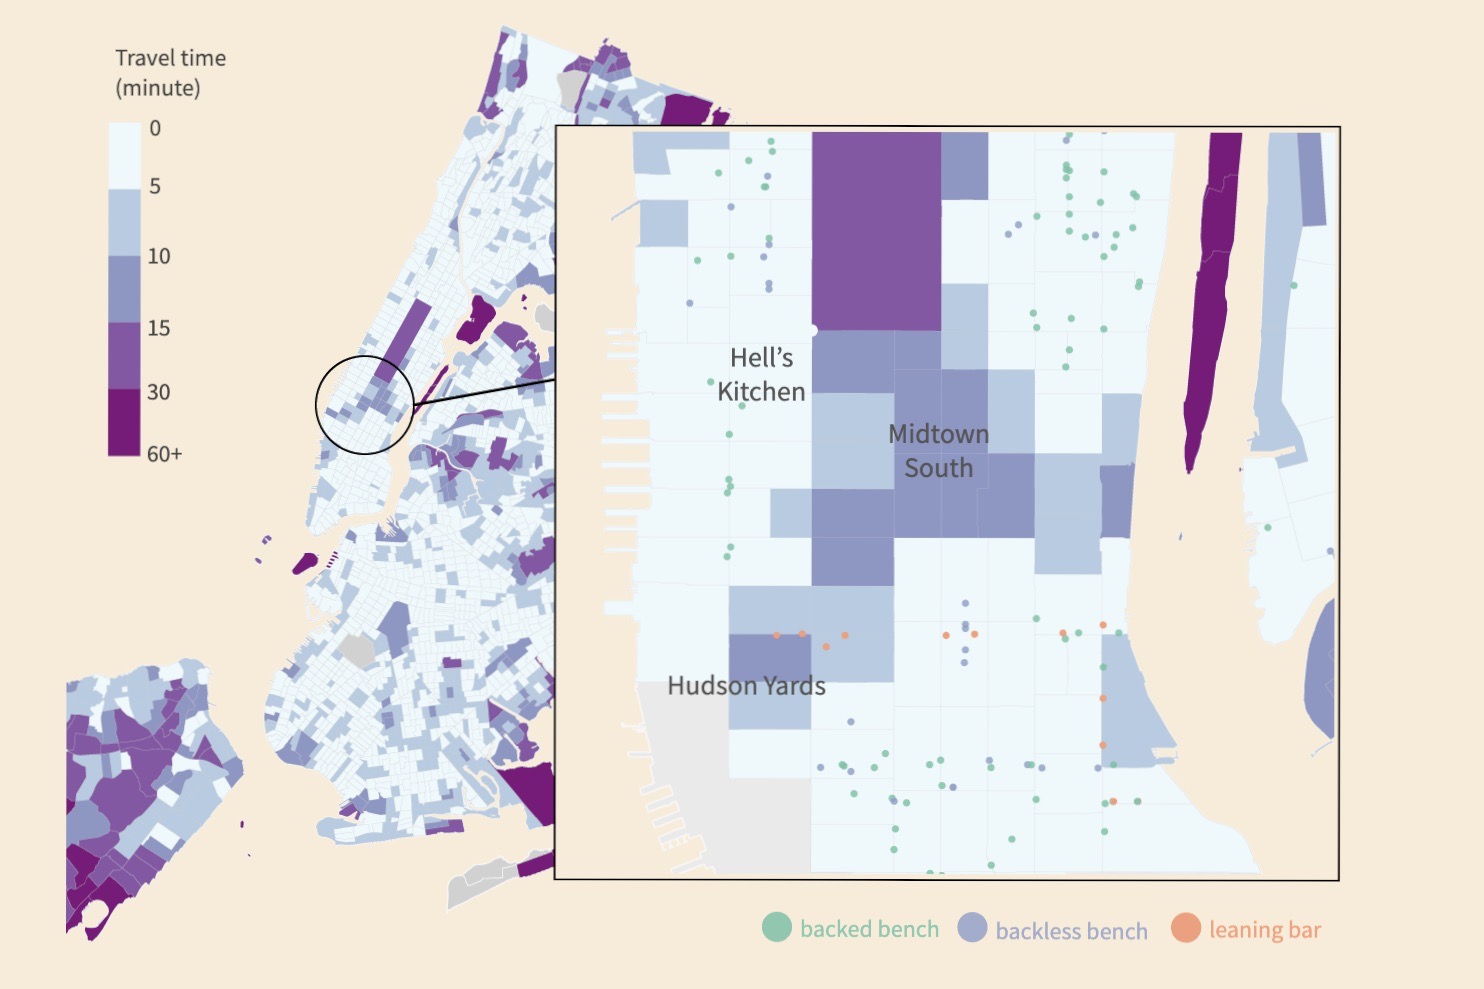 Travel time
(minute)
0
5
10
15
30
60+
Hell's
Kitchen
Midtown
South
Hudson Yards
backed bench
backless bench
leaning bar